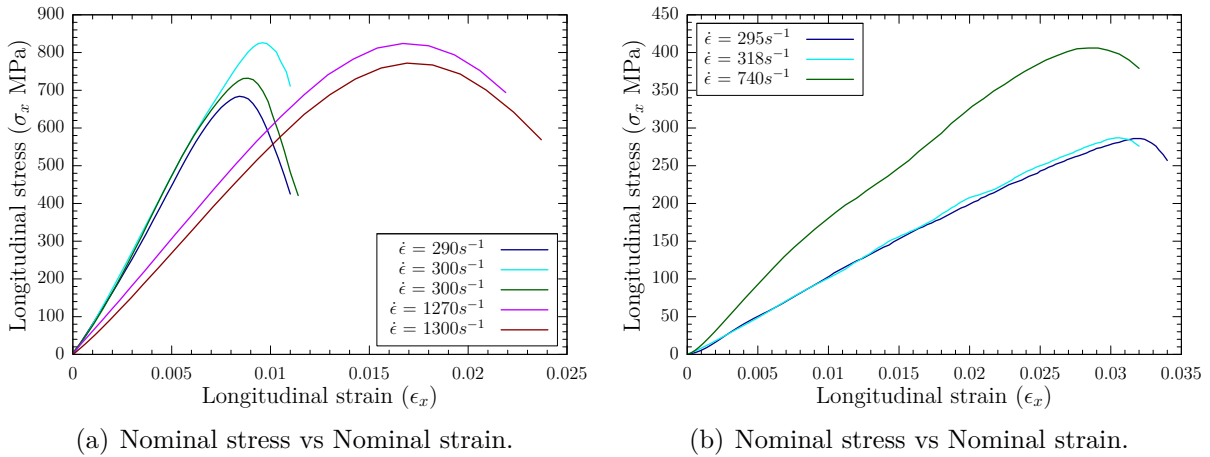 900
800
700
600
500
400
300
200
100
0
0
0.005
0.01
0.015
0.02
0.025
Longitudinal stress (σₓ MPa)
Longitudinal strain (ϵₓ)
ϵ̇ = 290s⁻¹
ϵ̇ = 300s⁻¹
ϵ̇ = 300s⁻¹
ϵ̇ = 1270s⁻¹
ϵ̇ = 1300s⁻¹
(a) Nominal stress vs Nominal strain.
450
400
350
300
250
200
150
100
50
0
0
0.005
0.01
0.015
0.02
0.025
0.03
0.035
Longitudinal stress (σₓ MPa)
Longitudinal strain (ϵₓ)
ϵ̇ = 295s⁻¹
ϵ̇ = 318s⁻¹
ϵ̇ = 740s⁻¹
(b) Nominal stress vs Nominal strain.